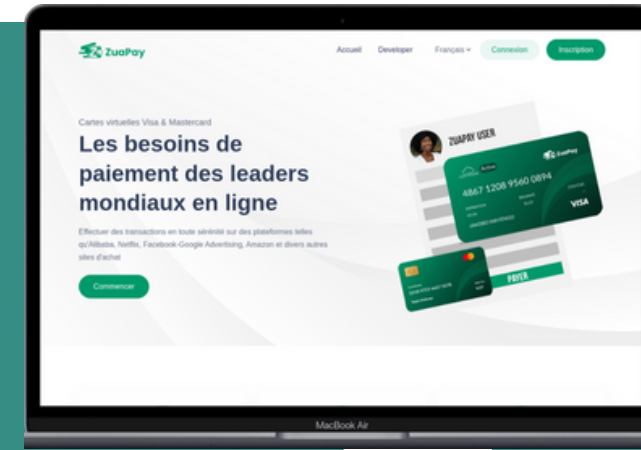 ZuaPay
Accueil Developer Français Connexion Inscription
Cartes virtuelles Visa & Mastercard
Les besoins de
paiement des leaders
mondiaux en ligne
Effectuer des transactions en toute sérénité sur des plateformes telles
qu'Alibaba, Netflix, Facebook-Google Advertising, Amazon et divers autres
sites d'achat
Commencer
ZUAPAY USER
ZuaPay
Active
4867 1208 9560 0894
VISA
PAYER
MacBook Air